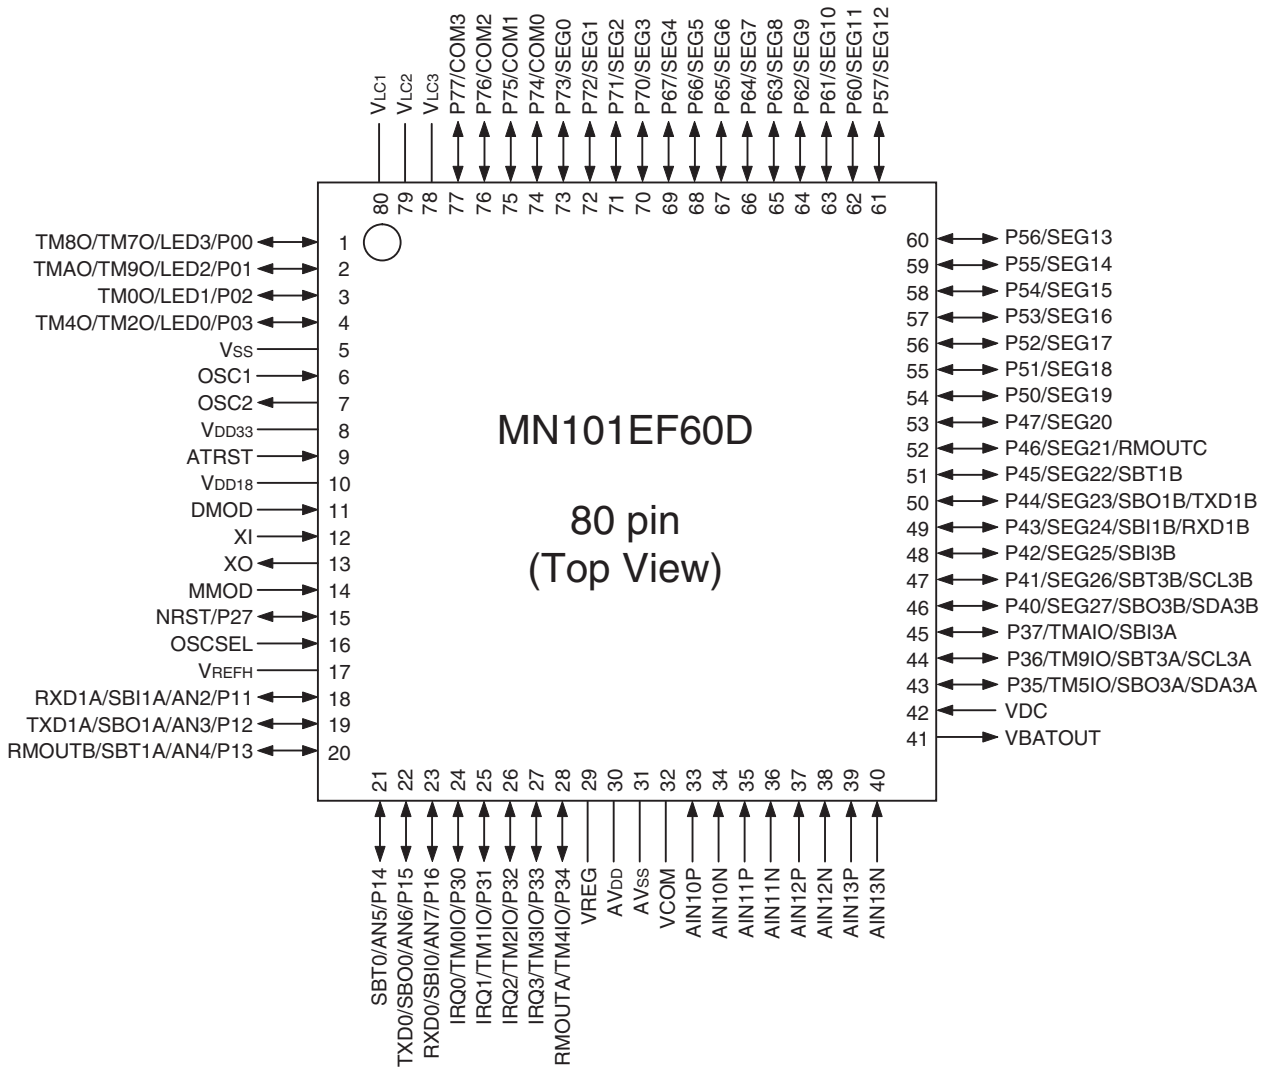 VLC1
VLC2
VLC3
P77/COM3
P76/COM2
P75/COM1
P74/COM0
P73/SEG0
P72/SEG1
P71/SEG2
P70/SEG3
P67/SEG4
P66/SEG5
P65/SEG6
P64/SEG7
P63/SEG8
P62/SEG9
P61/SEG10
P60/SEG11
P57/SEG12
80
79
78
77
76
75
74
73
72
71
70
69
68
67
66
65
64
63
62
61
TM8O/TM7O/LED3/P00 1
TMAO/TM9O/LED2/P01 2
TM0O/LED1/P02 3
TM4O/TM2O/LED0/P03 4
VSS 5
OSC1 6
OSC2 7
VDD33 8
ATRST 9
VDD18 10
DMOD 11
XI 12
XO 13
MMOD 14
NRST/P27 15
OSCSEL 16
VREFH 17
RXD1A/SBI1A/AN2/P11 18
TXD1A/SBO1A/AN3/P12 19
RMOUTB/SBT1A/AN4/P13 20
MN101EF60D
80 pin
(Top View)
60 P56/SEG13
59 P55/SEG14
58 P54/SEG15
57 P53/SEG16
56 P52/SEG17
55 P51/SEG18
54 P50/SEG19
53 P47/SEG20
52 P46/SEG21/RMOUTC
51 P45/SEG22/SBT1B
50 P44/SEG23/SBO1B/TXD1B
49 P43/SEG24/SBI1B/RXD1B
48 P42/SEG25/SBI3B
47 P41/SEG26/SBT3B/SCL3B
46 P40/SEG27/SBO3B/SDA3B
45 P37/TMAIO/SBI3A
44 P36/TM9IO/SBT3A/SCL3A
43 P35/TM5IO/SBO3A/SDA3A
42 VDC
41 VBATOUT
21
22
23
24
25
26
27
28
29
30
31
32
33
34
35
36
37
38
39
40
SBT0/AN5/P14
TXD0/SBO0/AN6/P15
RXD0/SBI0/AN7/P16
IRQ0/TM0IO/P30
IRQ1/TM1IO/P31
IRQ2/TM2IO/P32
IRQ3/TM3IO/P33
RMOUTA/TM4IO/P34
VREG
AVDD
AVSS
VCOM
AIN10P
AIN10N
AIN11P
AIN11N
AIN12P
AIN12N
AIN13P
AIN13N